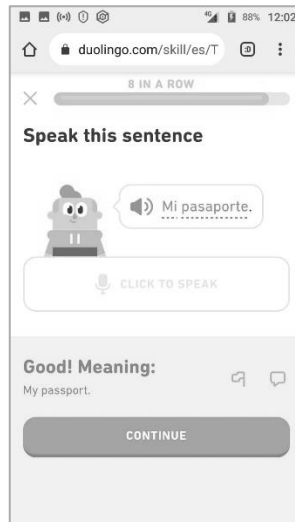 4G 88% 12:02
duolingo.com/skill/es/T :D
8 IN A ROW
Speak this sentence
Mi pasaporte.
CLICK TO SPEAK
Good! Meaning:
My passport.
CONTINUE